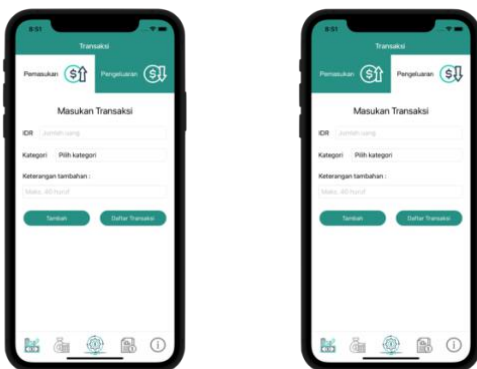 9:51
Transaksi
Pemasukan Pengeluaran
Masukan Transaksi
IDR Jumlah uang
Kategori Pilih kategori
Keterangan tambahan :
Maks. 40 huruf
Tambah Daftar Transaksi
9:51
Transaksi
Pemasukan Pengeluaran
Masukan Transaksi
IDR Jumlah uang
Kategori Pilih kategori
Keterangan tambahan :
Maks. 40 huruf
Tambah Daftar Transaksi